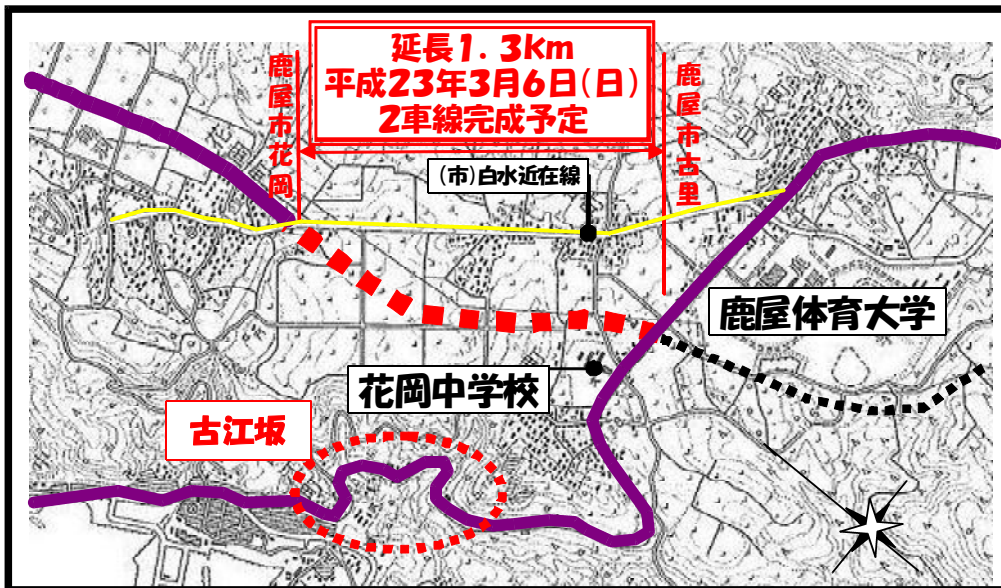 延長1.3km
平成23年3月6日(日)
2車線完成予定
鹿屋市花岡
鹿屋市古里
(市)白水近在線
鹿屋体育大学
花岡中学校
古江坂